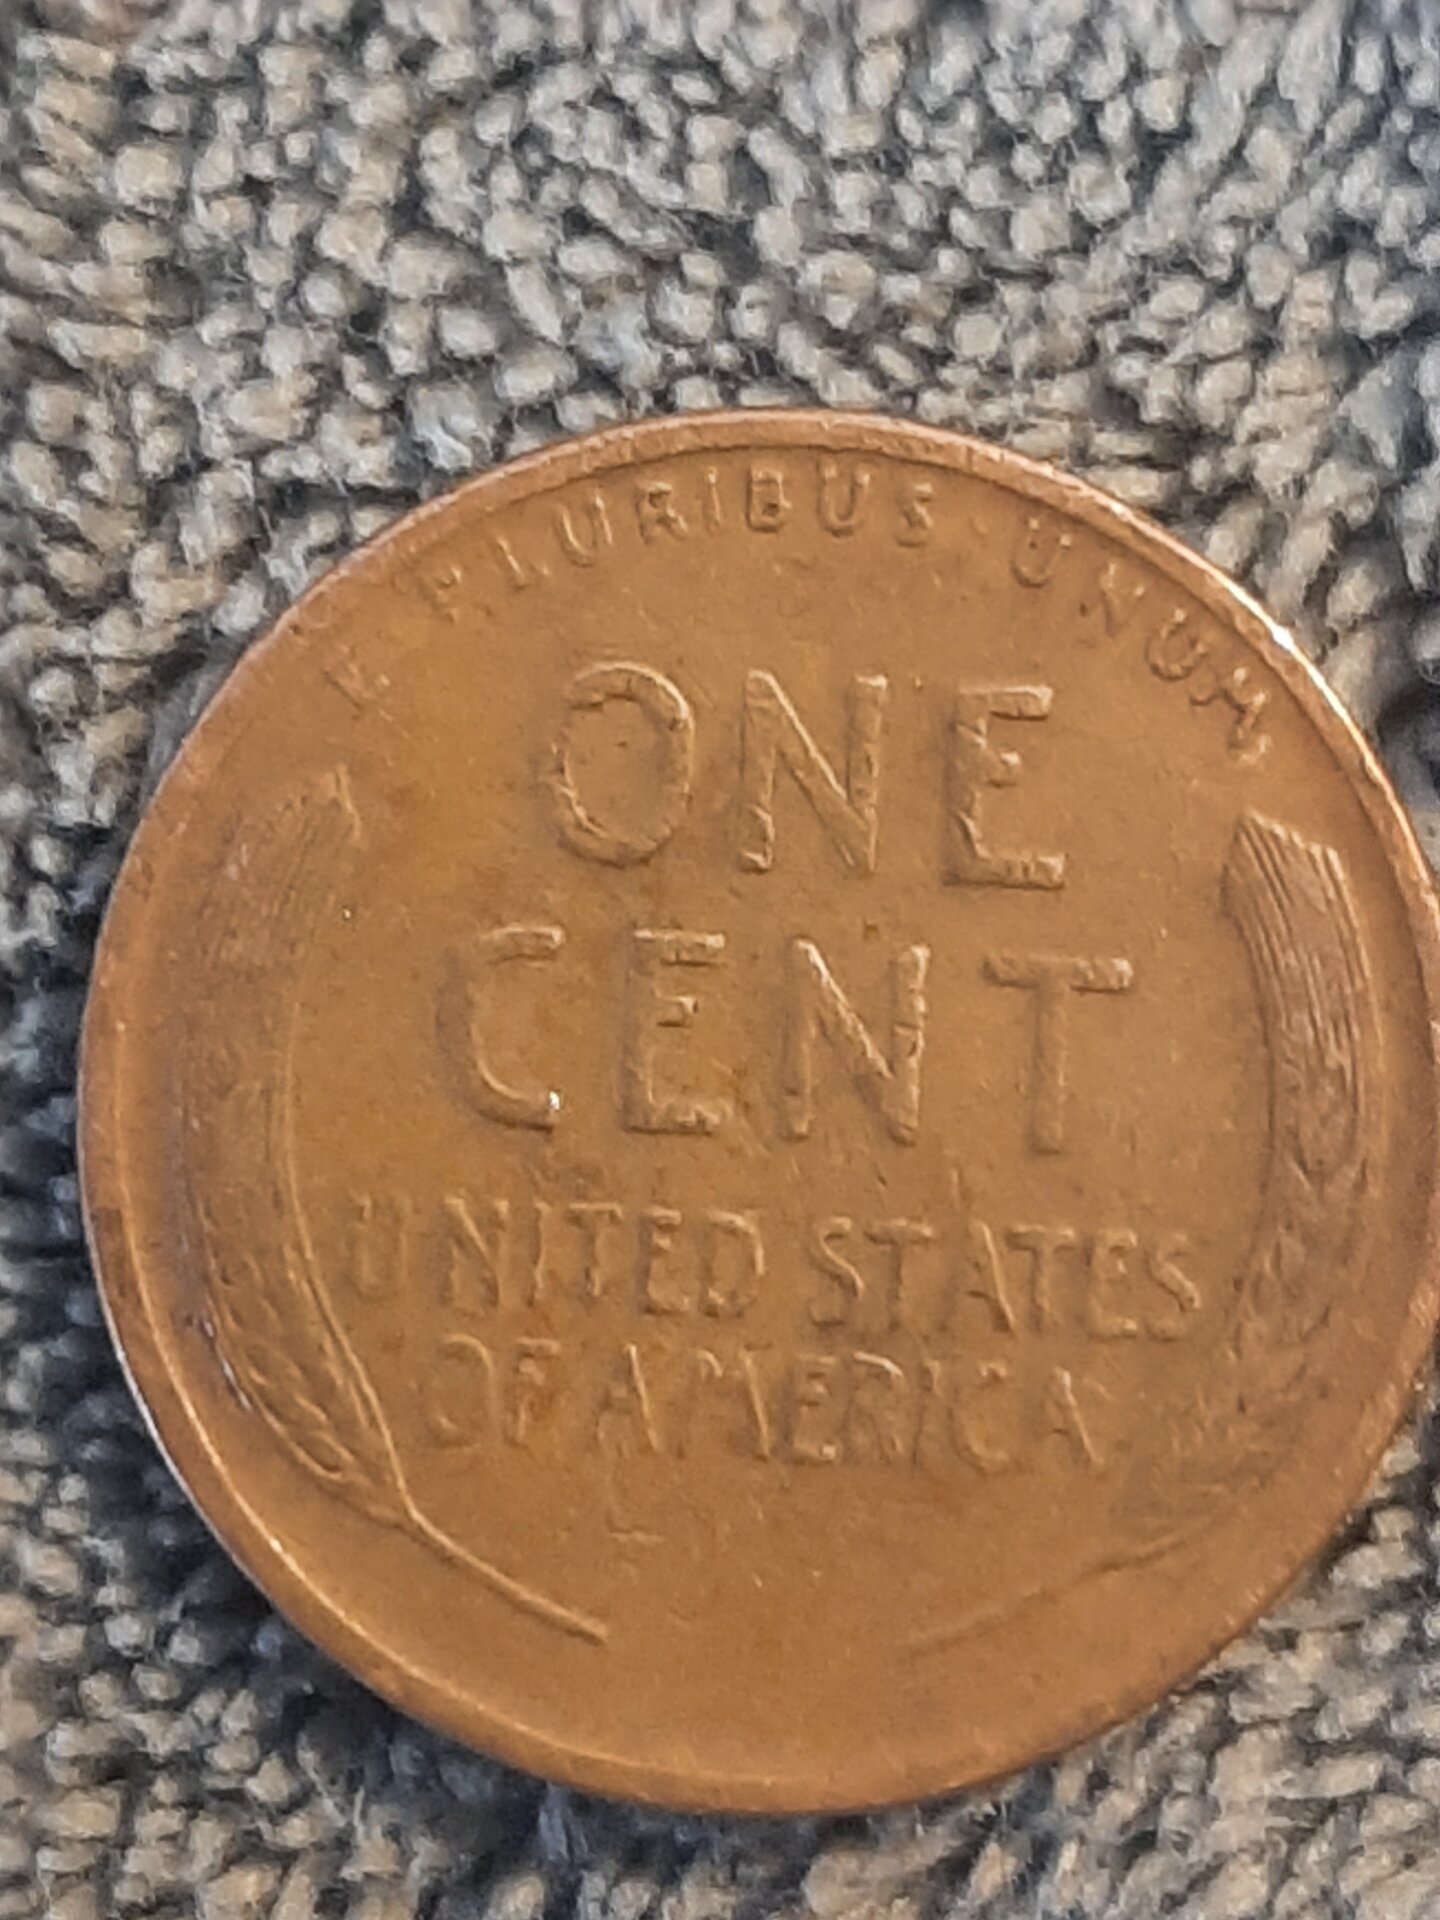 E·PLURIBUS·UNUM
ONE
CENT
UNITED STATES
OF AMERICA